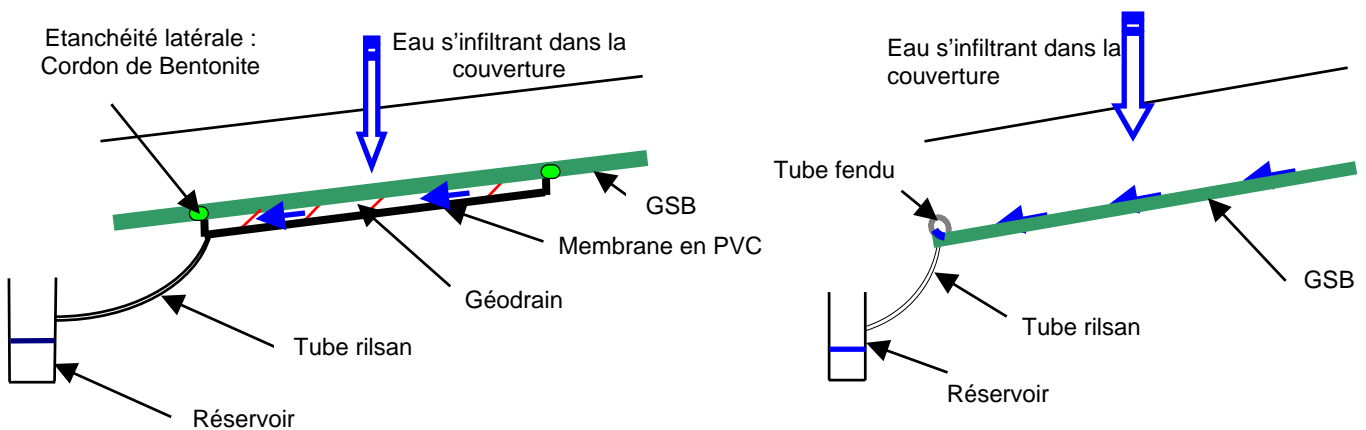 Etanchéité latérale :
Cordon de Bentonite
Eau s’infiltrant dans la
couverture
GSB
Membrane en PVC
Géodrain
Tube rilsan
Réservoir
Eau s’infiltrant dans la
couverture
Tube fendu
GSB
Tube rilsan
Réservoir